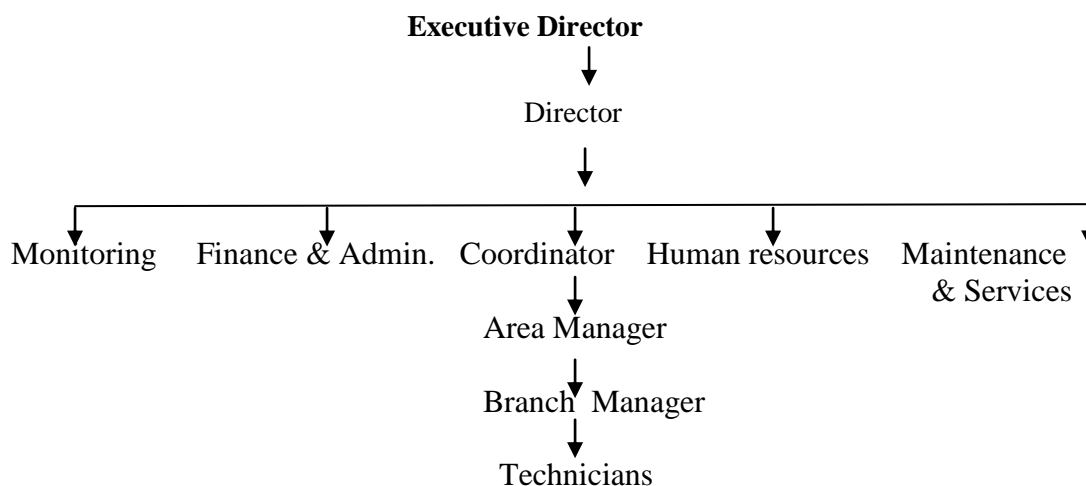 Executive Director
Director
Monitoring Finance & Admin. Coordinator Human resources Maintenance
& Services
Area Manager
Branch Manager
Technicians